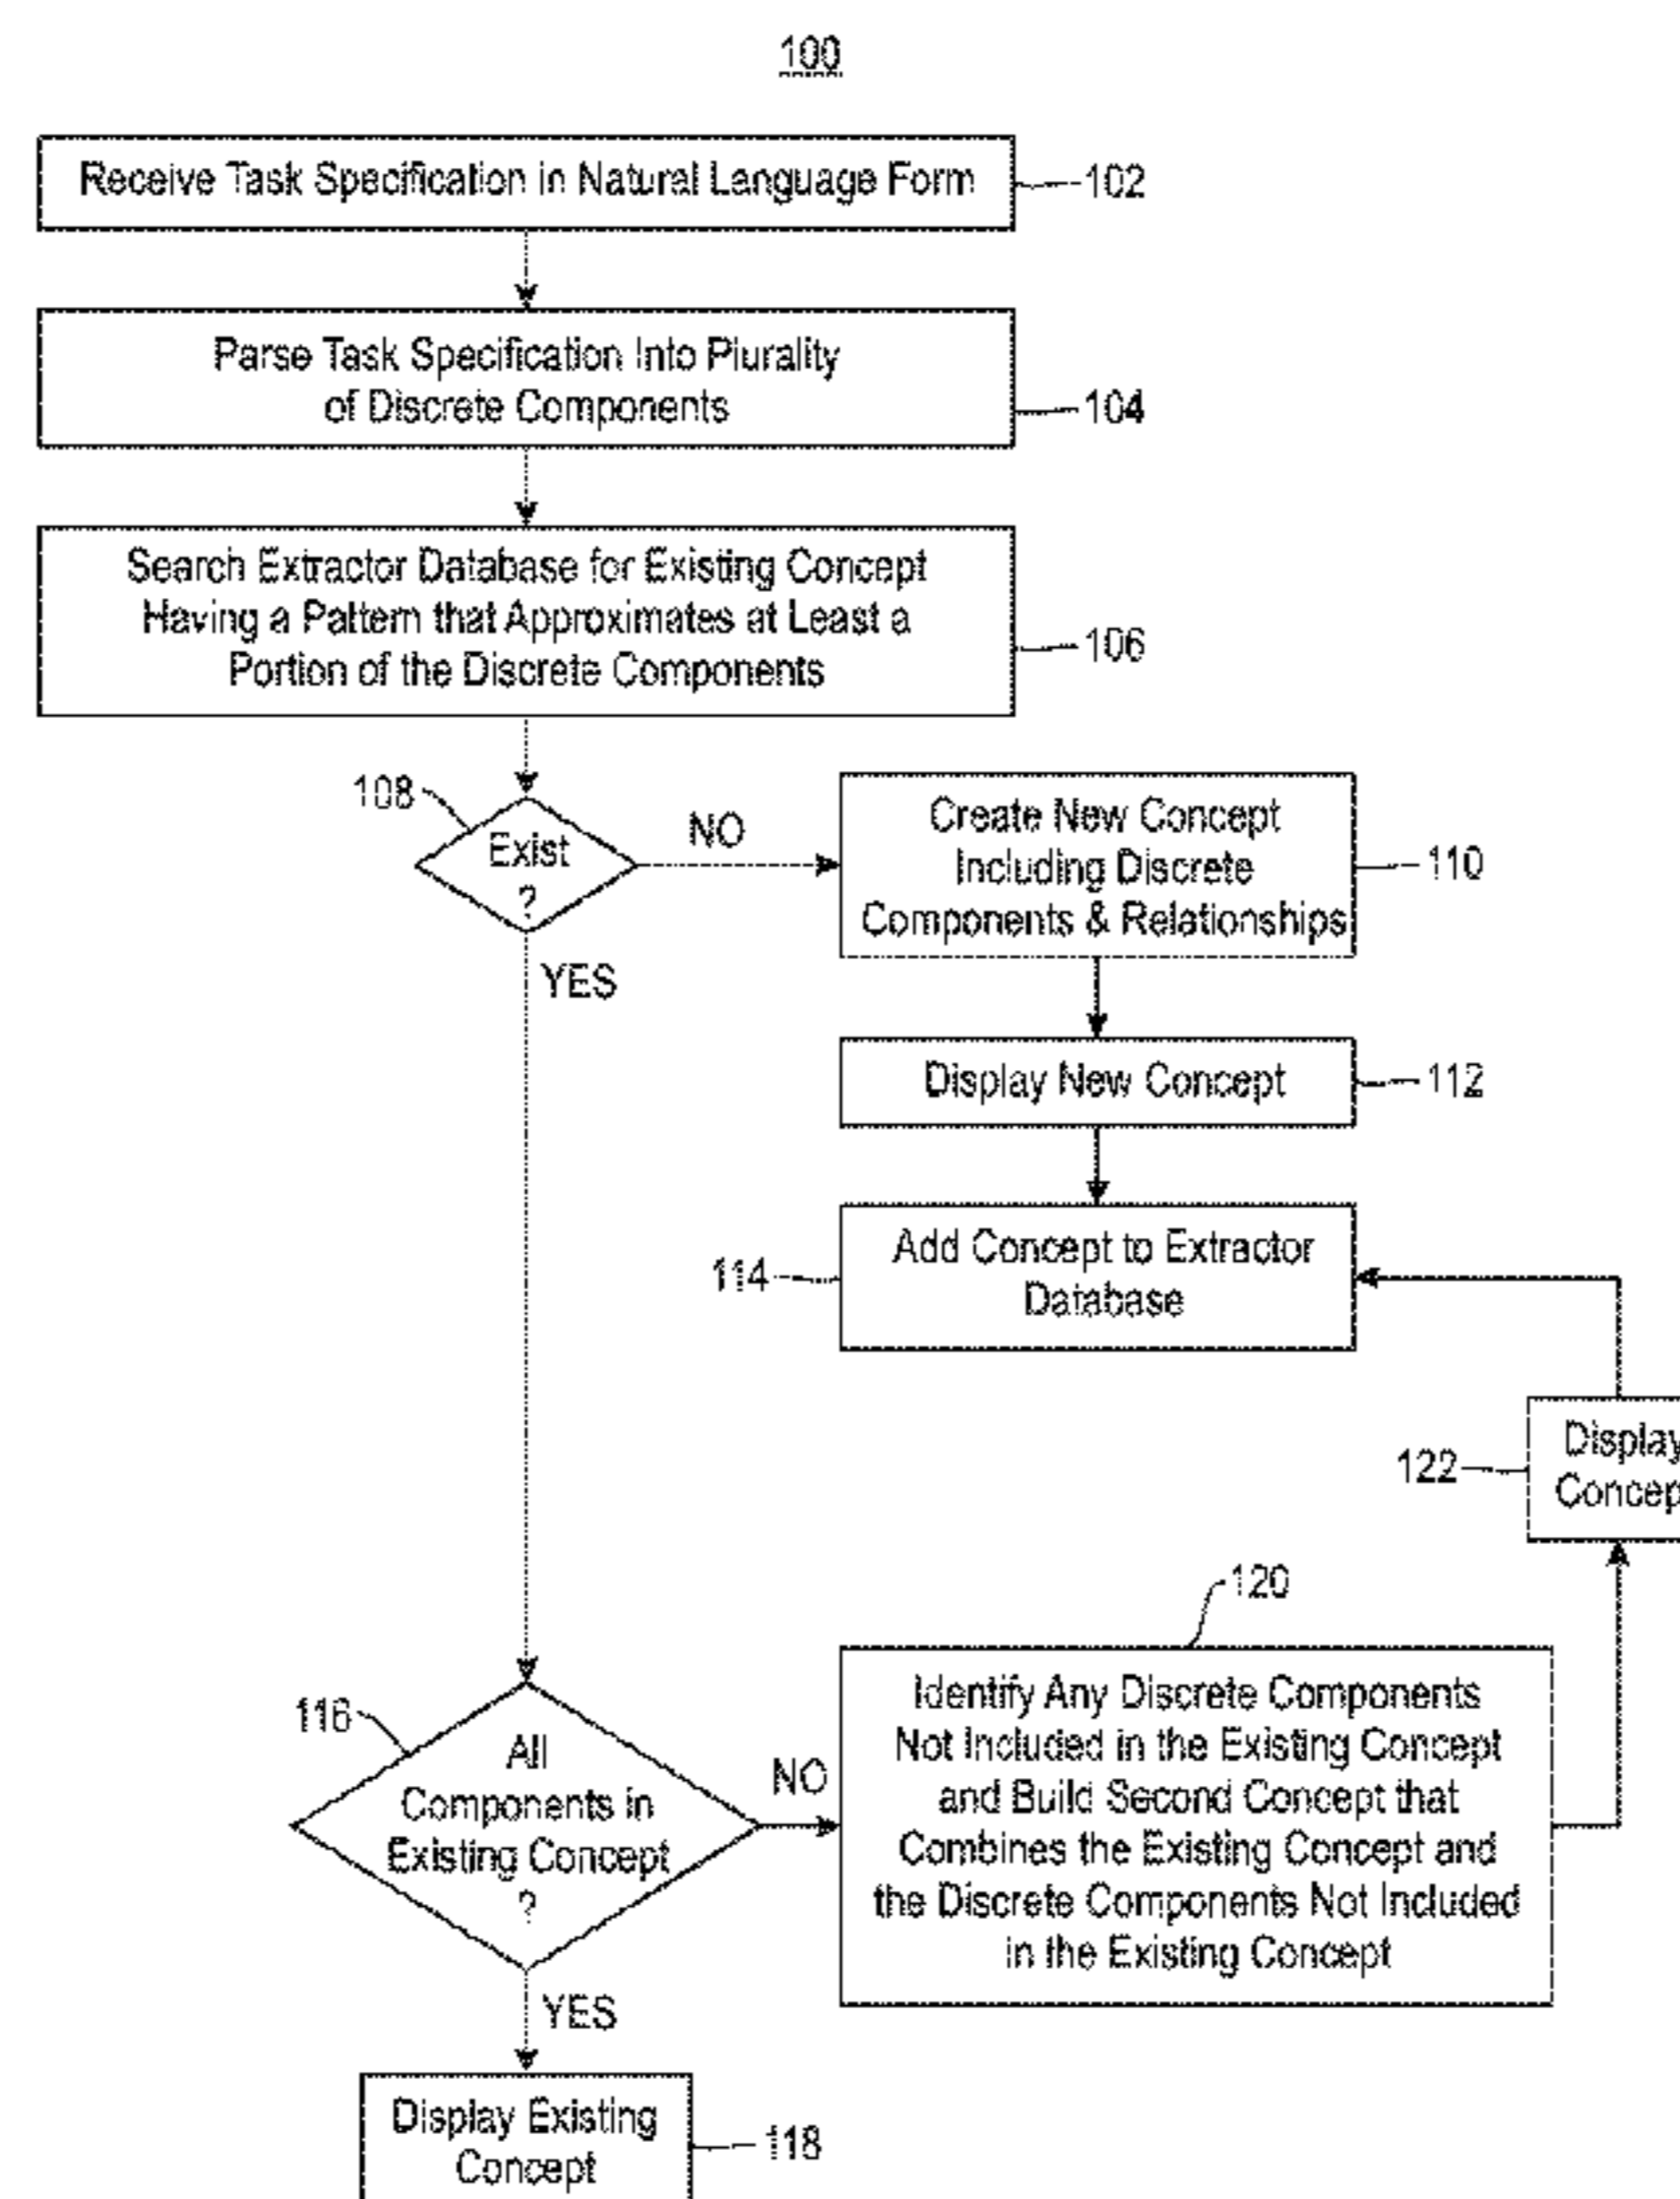 100
Receive Task Specification in Natural Language Form
102
Parse Task Specification Into Plurality
of Discrete Components
104
Search Extractor Database for Existing Concept
Having a Pattern that Approximates at Least a
Portion of the Discrete Components
106
108
Exist
?
NO
YES
Create New Concept
Including Discrete
Components & Relationships
110
Display New Concept
112
Add Concept to Extractor
Database
114
Display
122
116
All
Components in
Existing Concept
?
NO
YES
120
Identify Any Discrete Components
Not Included in the Existing Concept
and Build Second Concept that
Combines the Existing Concept and
the Discrete Components Not Included
in the Existing Concept
Display Existing
Concept
118